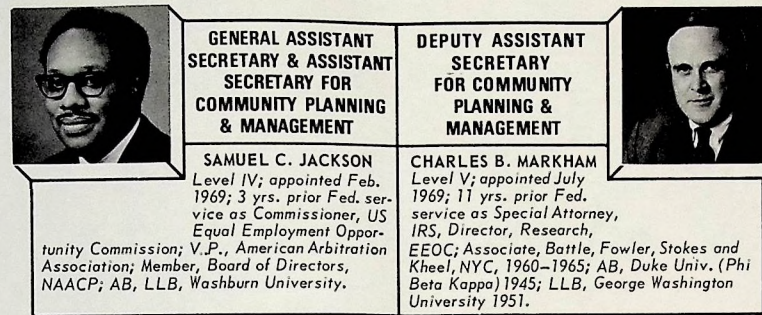 GENERAL ASSISTANT
SECRETARY & ASSISTANT
SECRETARY FOR
COMMUNITY PLANNING
& MANAGEMENT
SAMUEL C. JACKSON
Level IV; appointed Feb.
1969; 3 yrs. prior Fed. ser-
vice as Commissioner, US
Equal Employment Oppor-
tunity Commission; V.P., American Arbitration
Association; Member, Board of Directors,
NAACP; AB, LLB, Washburn University.
DEPUTY ASSISTANT
SECRETARY
FOR COMMUNITY
PLANNING &
MANAGEMENT
CHARLES B. MARKHAM
Level V; appointed July
1969; 11 yrs. prior Fed.
service as Special Attorney,
IRS, Director, Research,
EEOC; Associate, Battle, Fowler, Stokes and
Kheel, NYC, 1960-1965; AB, Duke Univ. (Phi
Beta Kappa) 1945; LLB, George Washington
University 1951.